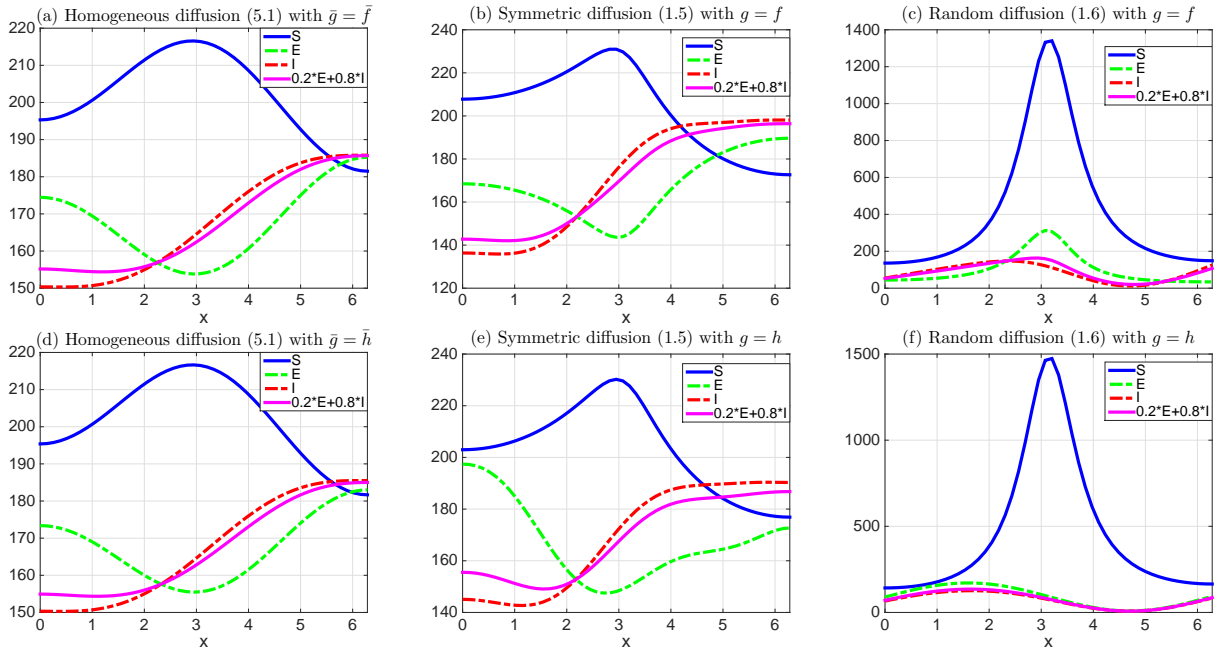 (a) Homogeneous diffusion (5.1) with ḡ = f̄
220
210
200
190
180
170
160
150
0 1 2 3 4 5 6
x
S
E
I
0.2*E+0.8*I
(b) Symmetric diffusion (1.5) with g = f
240
220
200
180
160
140
120
0 1 2 3 4 5 6
x
S
E
I
0.2*E+0.8*I
(c) Random diffusion (1.6) with g = f
1400
1200
1000
800
600
400
200
0
0 1 2 3 4 5 6
x
S
E
I
0.2*E+0.8*I
(d) Homogeneous diffusion (5.1) with ḡ = h̄
220
210
200
190
180
170
160
150
0 1 2 3 4 5 6
x
S
E
I
0.2*E+0.8*I
(e) Symmetric diffusion (1.5) with g = h
240
220
200
180
160
140
0 1 2 3 4 5 6
x
S
E
I
0.2*E+0.8*I
(f) Random diffusion (1.6) with g = h
1500
1000
500
0
0 1 2 3 4 5 6
x
S
E
I
0.2*E+0.8*I